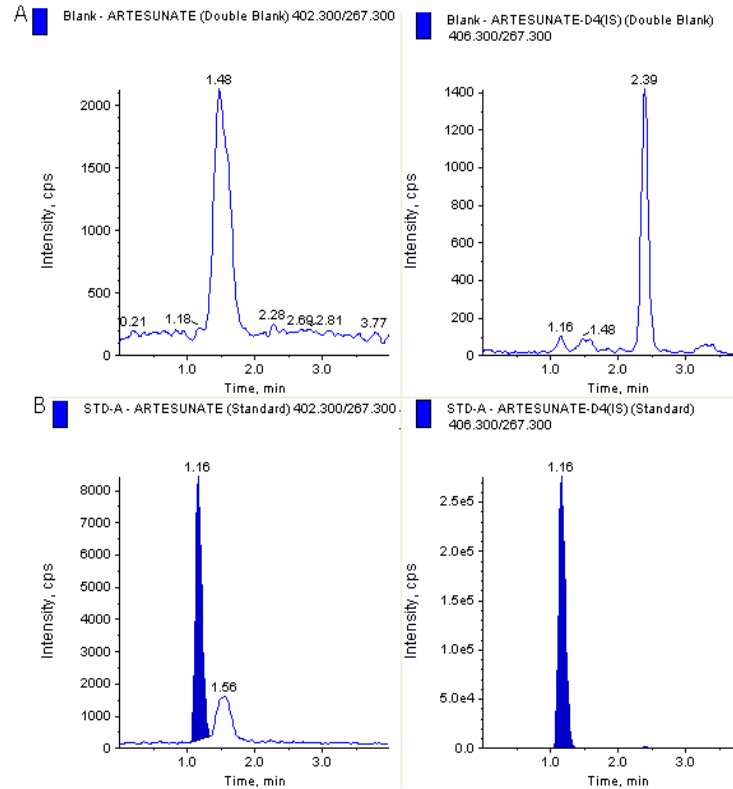 A
Blank - ARTESUNATE (Double Blank) 402.300/267.300
1.48
2000
1500
1000
500
0
Intensity, cps
0.21
1.18
2.28
2.69
2.81
3.77
1.0
2.0
3.0
Time, min
Blank - ARTESUNATE-D4(IS) (Double Blank)
406.300/267.300
2.39
1400
1200
1000
800
600
400
200
0
Intensity, cps
1.16
1.48
1.0
2.0
3.0
Time, min
B
STD-A - ARTESUNATE (Standard) 402.300/267.300
1.16
8000
7000
6000
5000
4000
3000
2000
1000
0
Intensity, cps
1.56
1.0
2.0
3.0
Time, min
STD-A - ARTESUNATE-D4(IS) (Standard)
406.300/267.300
1.16
2.5e5
2.0e5
1.5e5
1.0e5
5.0e4
0.0
Intensity, cps
1.0
2.0
3.0
Time, min